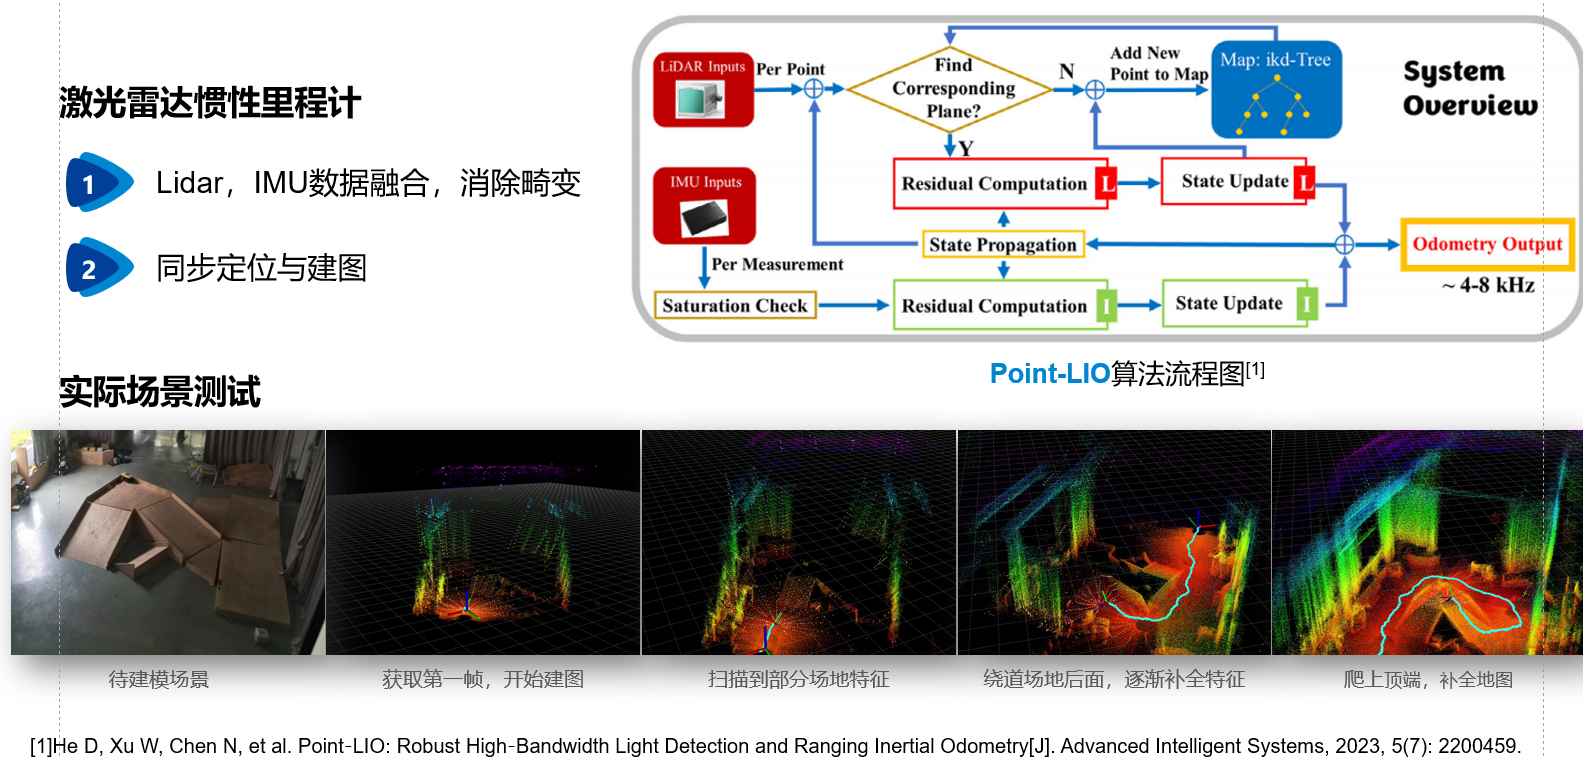 激光雷达惯性里程计
1 Lidar，IMU数据融合，消除畸变
2 同步定位与建图
LiDAR Inputs
Per Point
Find
Corresponding
Plane?
N
Y
Add New
Point to Map
Map: ikd-Tree
System
Overview
IMU Inputs
Residual Computation L
State Update L
State Propagation
Odometry Output
~ 4-8 kHz
Per Measurement
Saturation Check
Residual Computation I
State Update I
Point-LIO算法流程图[1]
实际场景测试
待建模场景
获取第一帧，开始建图
扫描到部分场地特征
绕道场地后面，逐渐补全特征
爬上顶端，补全地图
[1]He D, Xu W, Chen N, et al. Point-LIO: Robust High-Bandwidth Light Detection and Ranging Inertial Odometry[J]. Advanced Intelligent Systems, 2023, 5(7): 2200459.